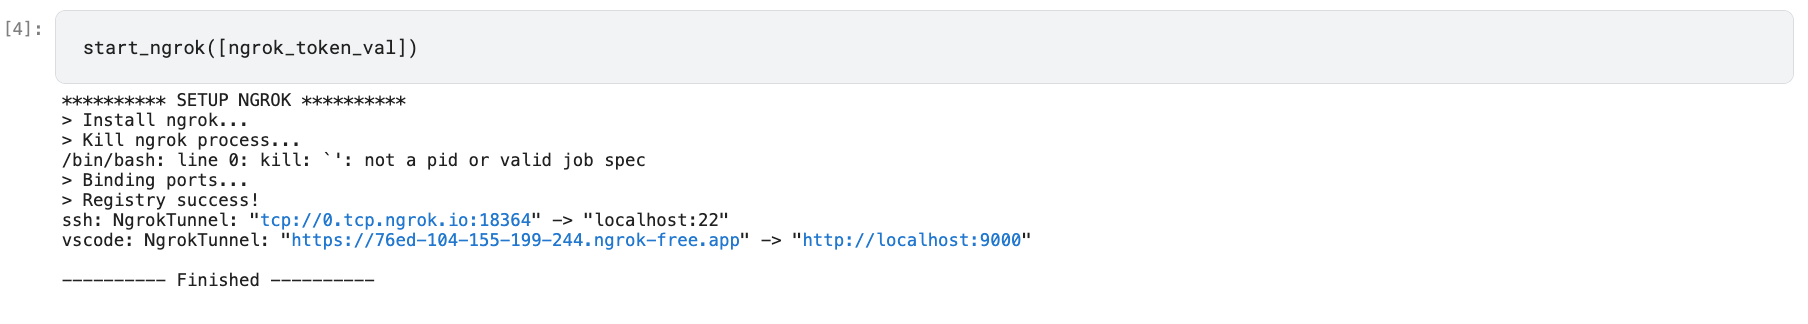 [4]:
start_ngrok([ngrok_token_val])
********** SETUP NGROK **********
> Install ngrok...
> Kill ngrok process...
/bin/bash: line 0: kill: `': not a pid or valid job spec
> Binding ports...
> Registry success!
ssh: NgrokTunnel: "tcp://0.tcp.ngrok.io:18364" -> "localhost:22"
vscode: NgrokTunnel: "https://76ed-104-155-199-244.ngrok-free.app" -> "http://localhost:9000"
---------- Finished ----------